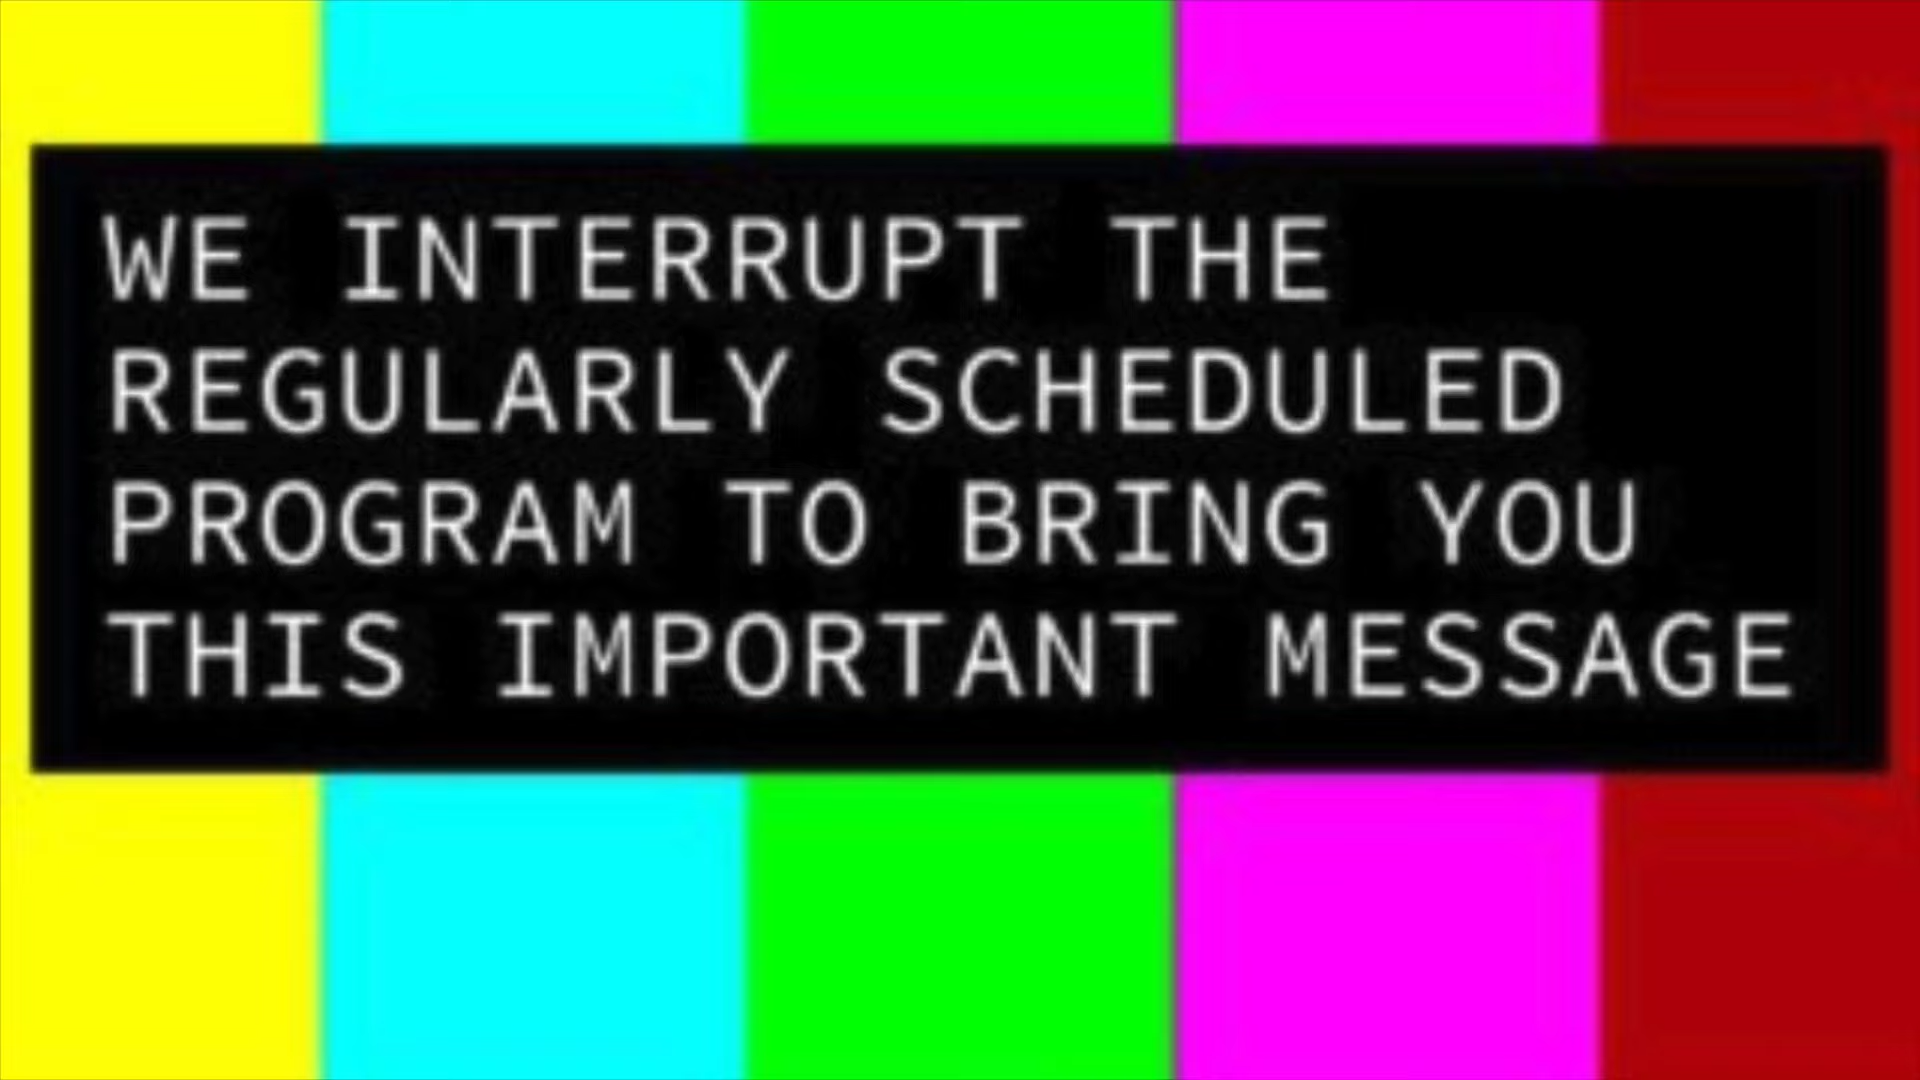 WE INTERRUPT THE
REGULARLY SCHEDULED
PROGRAM TO BRING YOU
THIS IMPORTANT MESSAGE